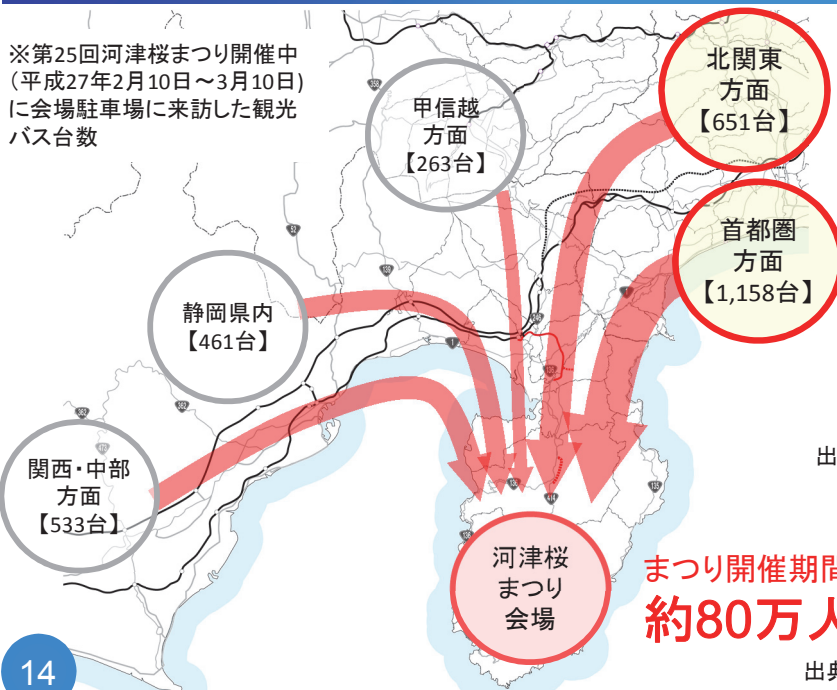 ※第25回河津桜まつり開催中
（平成27年2月10日～3月10日)
に会場駐車場に来訪した観光
バス台数
北関東
方面
【651台】
甲信越
方面
【263台】
首都圏
方面
【1,158台】
静岡県内
【461台】
関西・中部
方面
【533台】
河津桜
まつり
会場
出
まつり開催期間
約80万人
出典
14
52
1
414